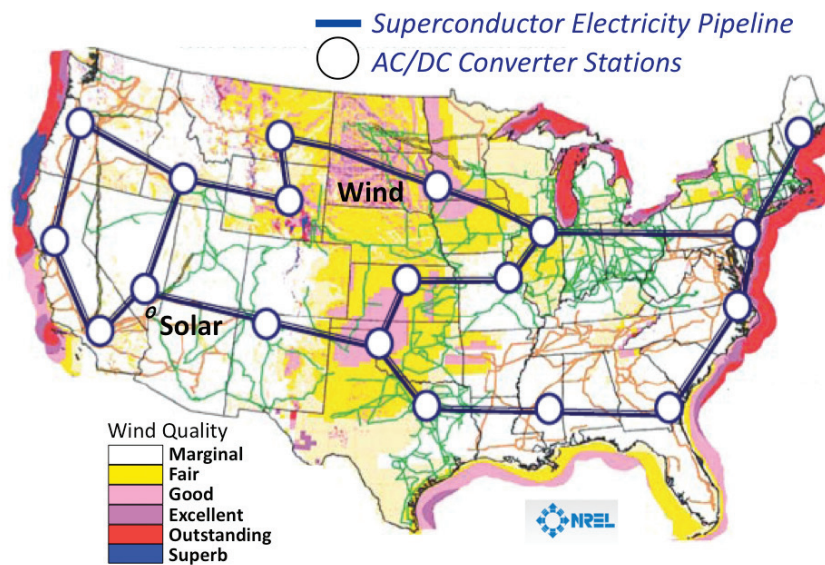 Superconductor Electricity Pipeline
AC/DC Converter Stations
Wind
Solar
Wind Quality
Marginal
Fair
Good
Excellent
Outstanding
Superb
NREL